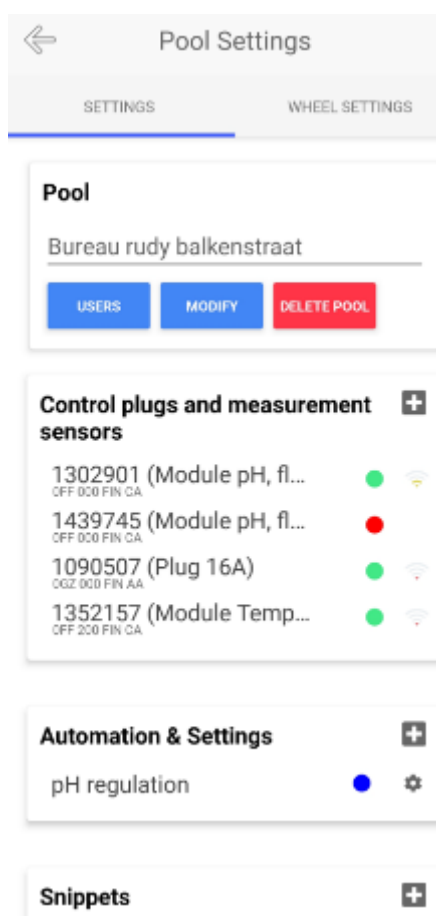 Pool Settings
SETTINGS WHEEL SETTINGS
Pool
Bureau rudy balkenstraat
USERS MODIFY DELETE POOL
Control plugs and measurement
sensors
1302901 (Module pH, fl...
OFF 000 FIN CA
1439745 (Module pH, fl...
OFF 000 FIN CA
1090507 (Plug 16A)
OGZ 000 FIN AA
1352157 (Module Temp...
OFF 200 FIN CA
Automation & Settings
pH regulation
Snippets